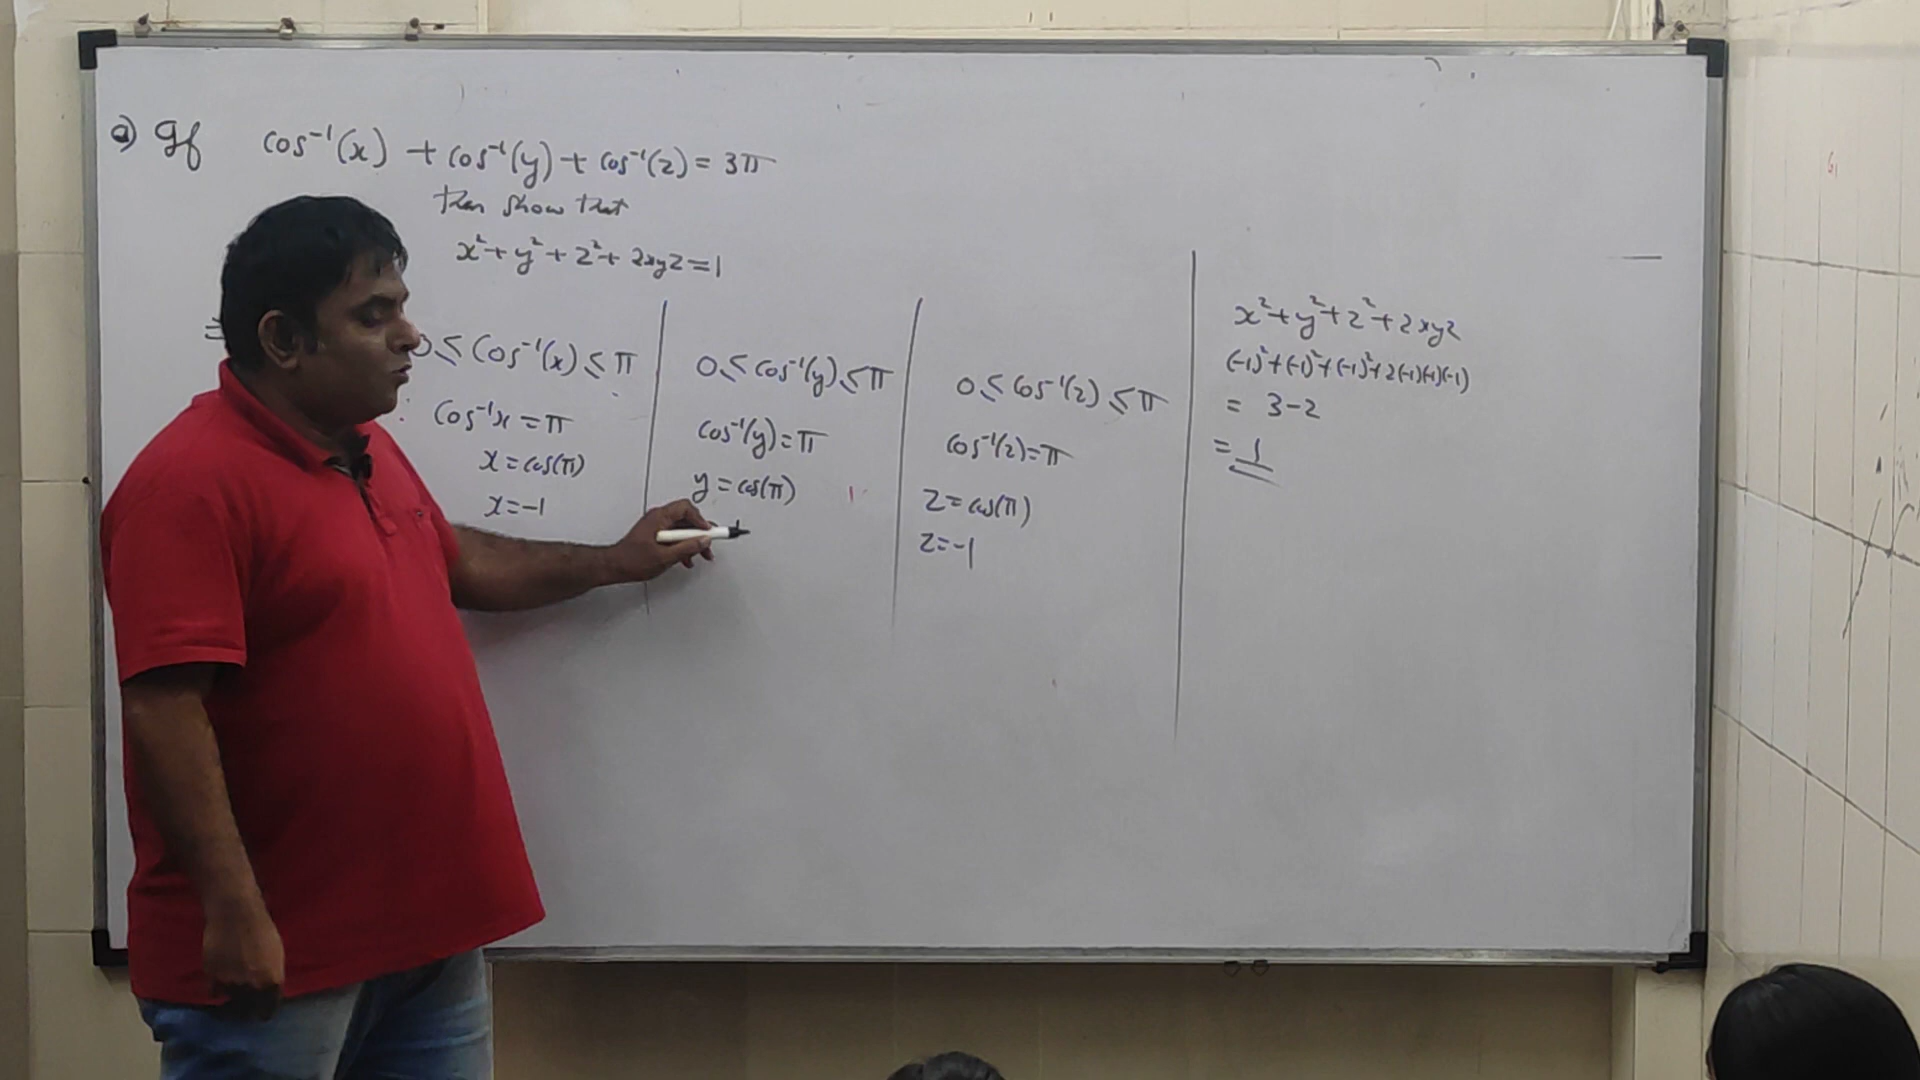 a) If cos⁻¹(x) + cos⁻¹(y) + cos⁻¹(z) = 3π
then show that
x² + y² + z² + 2xyz = 1
0 ≤ cos⁻¹(x) ≤ π
cos⁻¹x = π
x = cos(π)
x = -1
0 ≤ cos⁻¹(y) ≤ π
cos⁻¹(y) = π
y = cos(π)
0 ≤ cos⁻¹(z) ≤ π
cos⁻¹(z) = π
z = cos(π)
z = -1
x² + y² + z² + 2xyz
(-1)² + (-1)² + (-1)² + 2(-1)(-1)(-1)
= 3 - 2
= 1